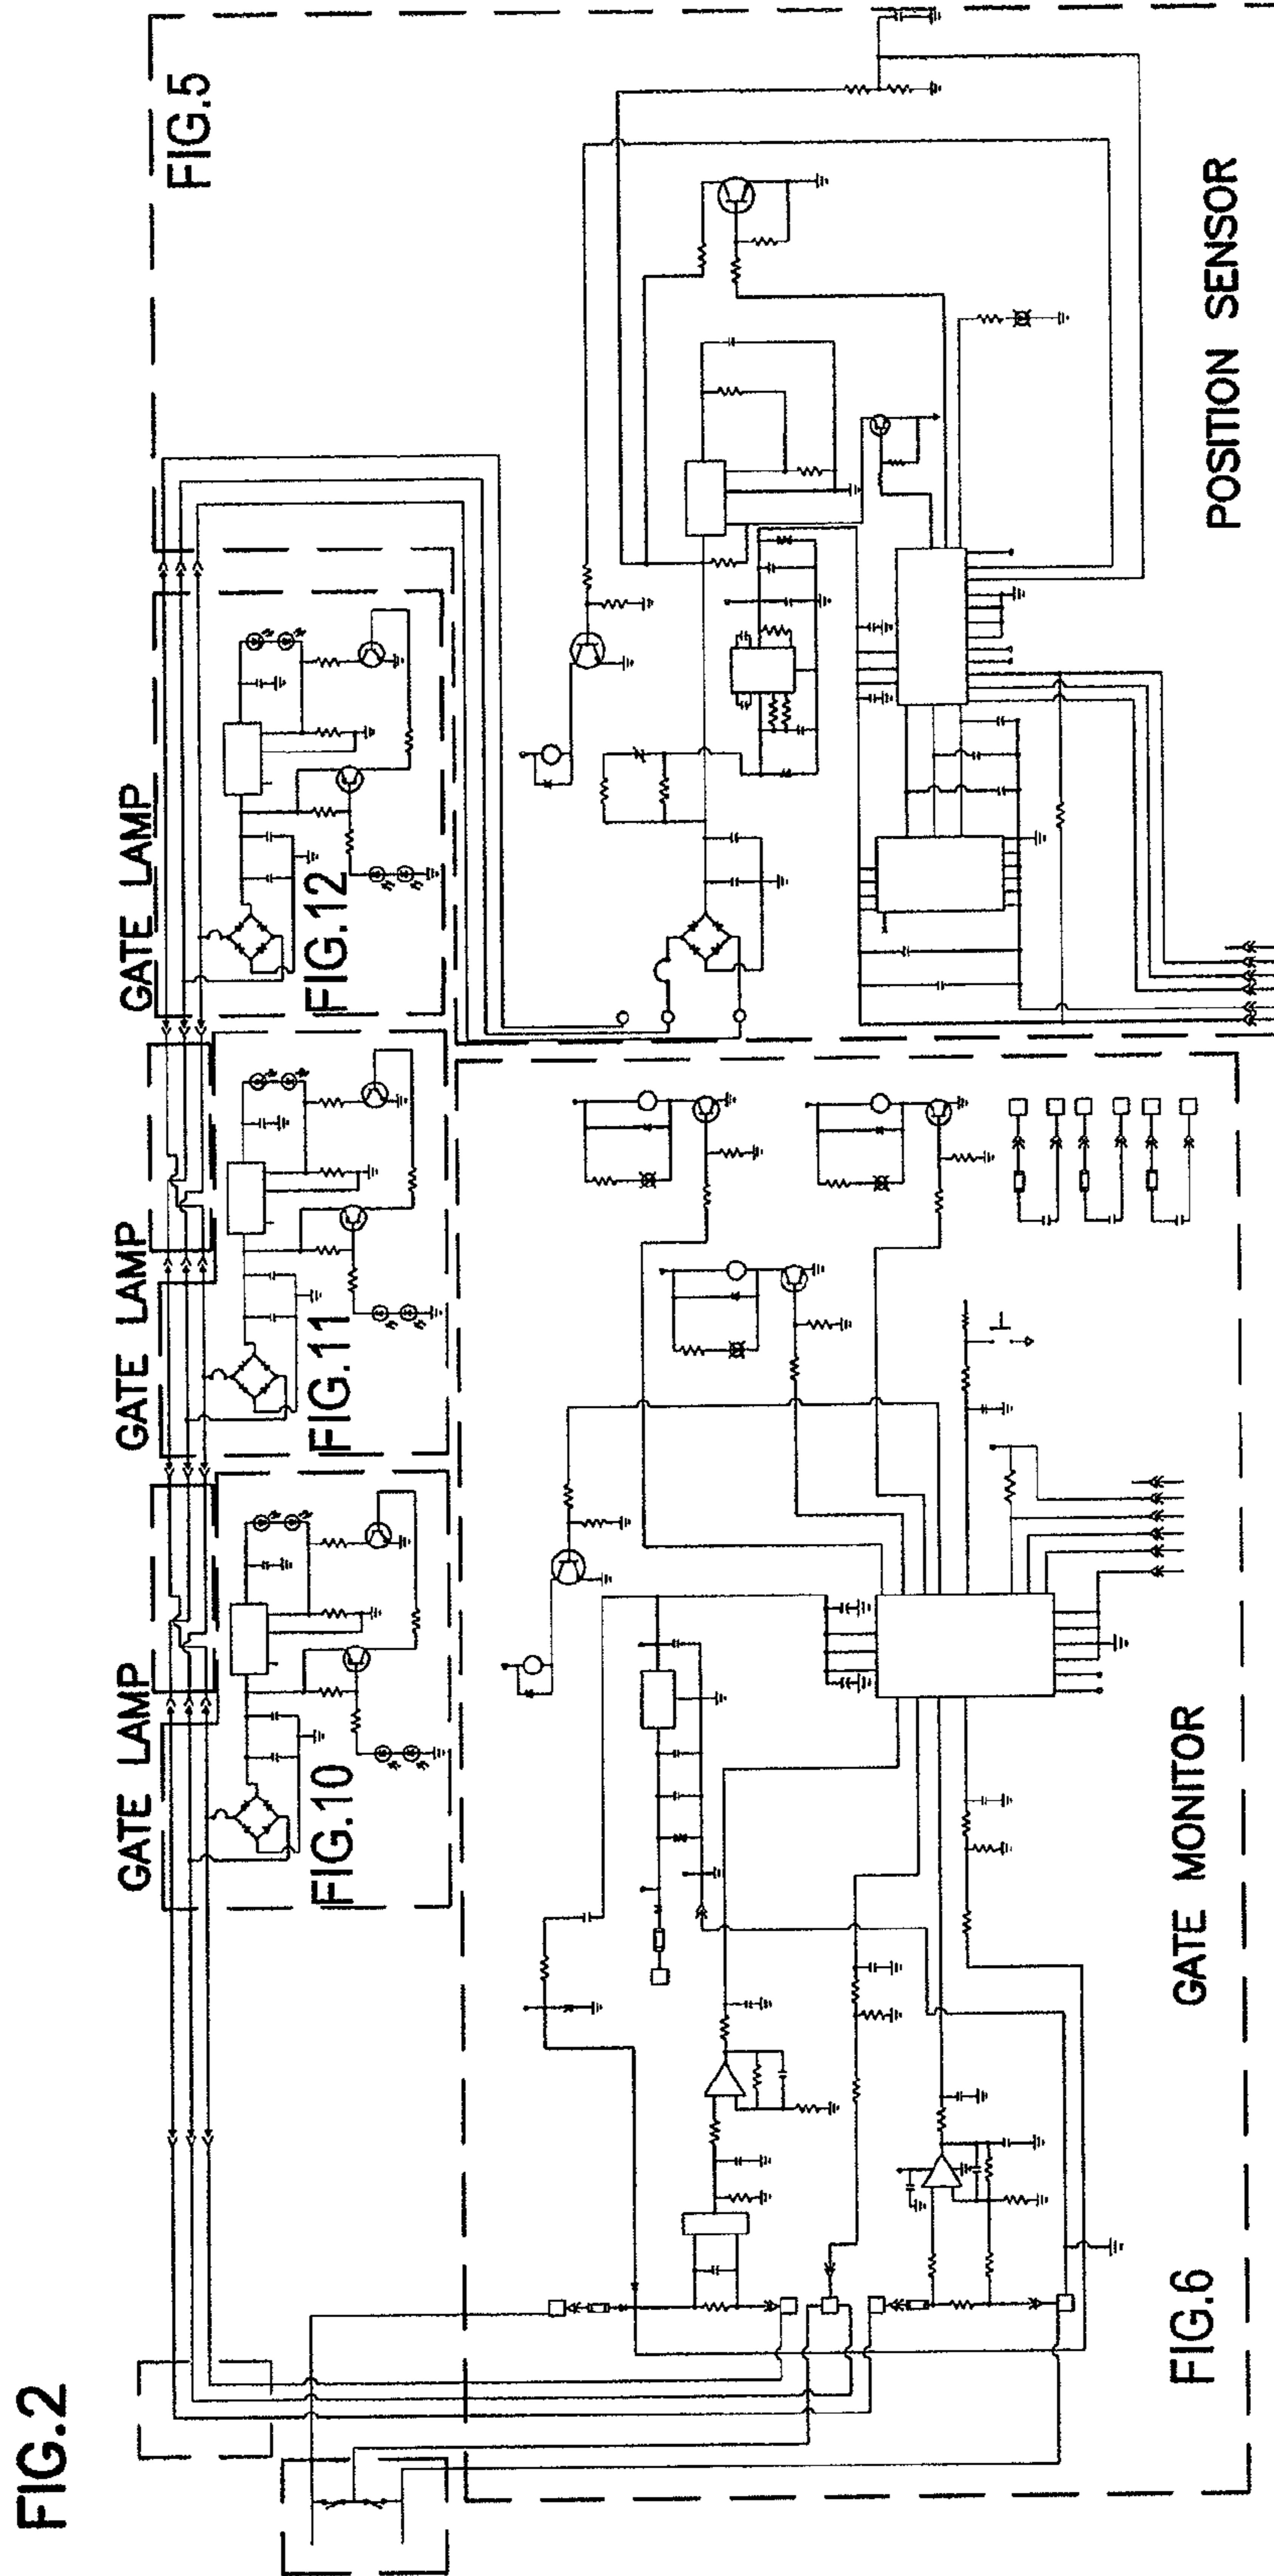 FIG.2
GATE LAMP
FIG.10
GATE LAMP
FIG.11
GATE LAMP
FIG.12
FIG.5
POSITION SENSOR
GATE MONITOR
FIG.6